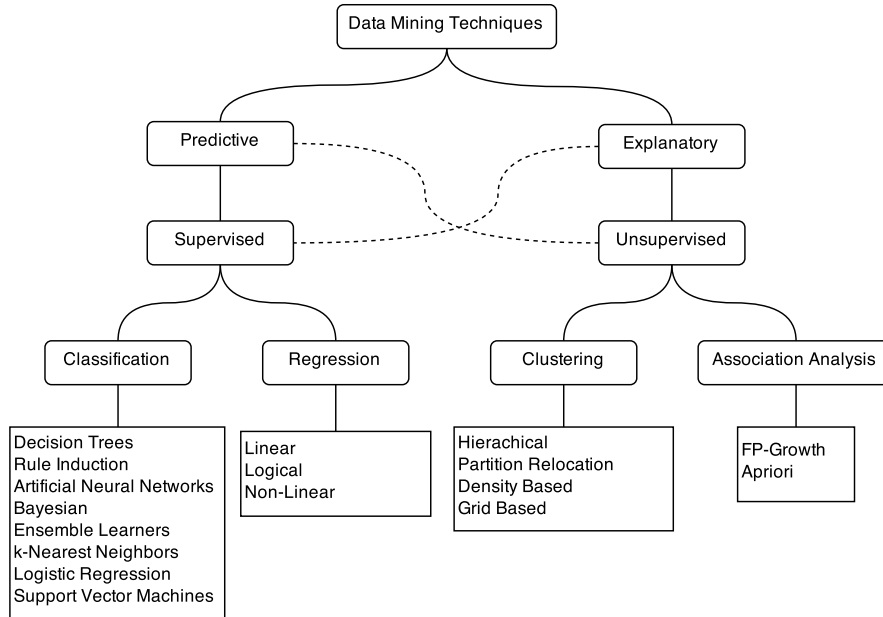 Data Mining Techniques
Predictive
Explanatory
Supervised
Unsupervised
Classification
Regression
Clustering
Association Analysis
Decision Trees
Rule Induction
Artificial Neural Networks
Bayesian
Ensemble Learners
k-Nearest Neighbors
Logistic Regression
Support Vector Machines
Linear
Logical
Non-Linear
Hierachical
Partition Relocation
Density Based
Grid Based
FP-Growth
Apriori